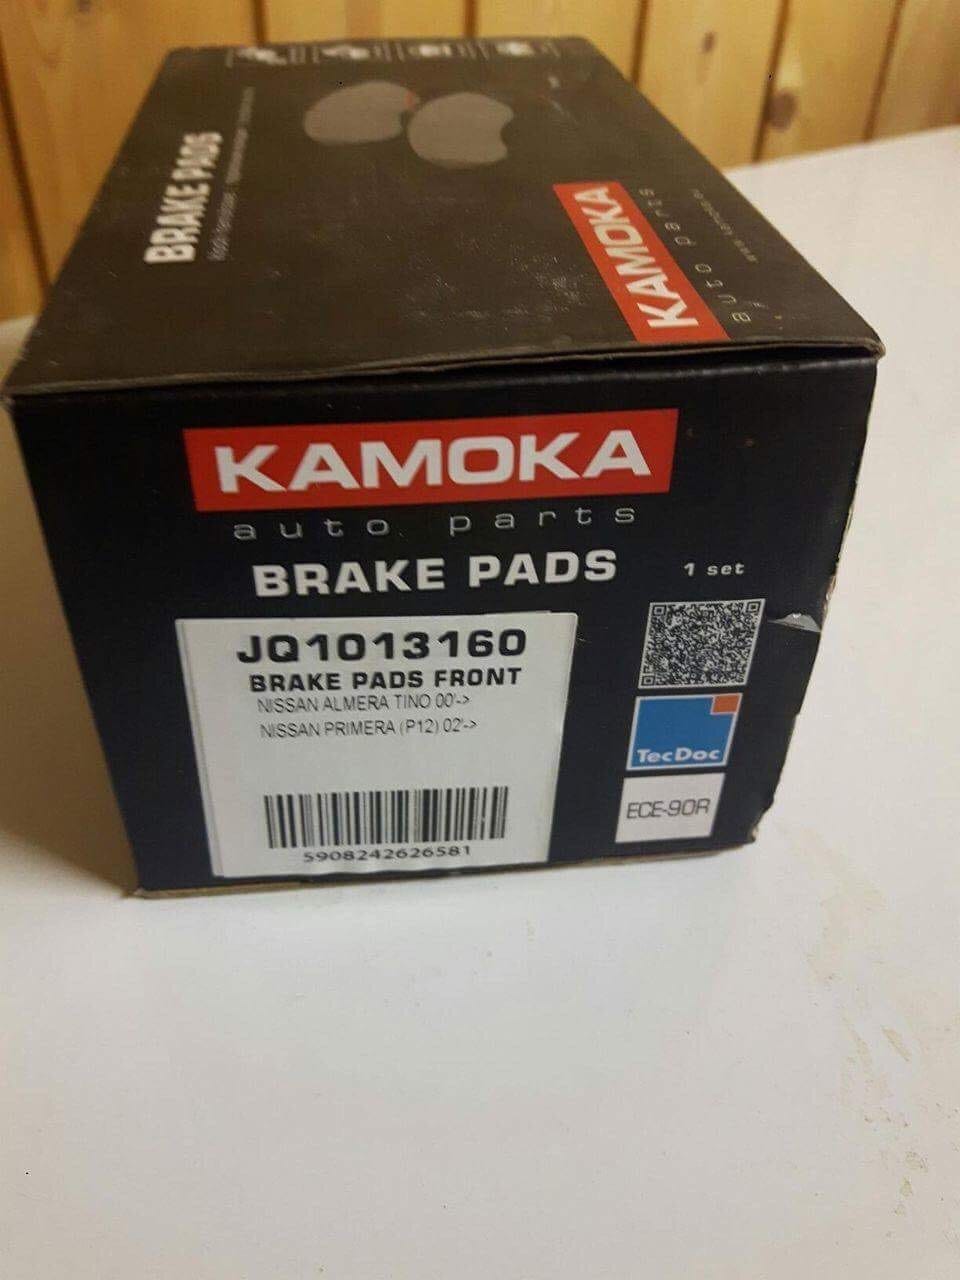 BRAKE PADS
KAMOKA
auto parts
KAMOKA
auto parts
BRAKE PADS
1 set
JQ1013160
BRAKE PADS FRONT
NISSAN ALMERA TINO 00'->
NISSAN PRIMERA (P12) 02'->
5908242626581
TecDoc
ECE-90R